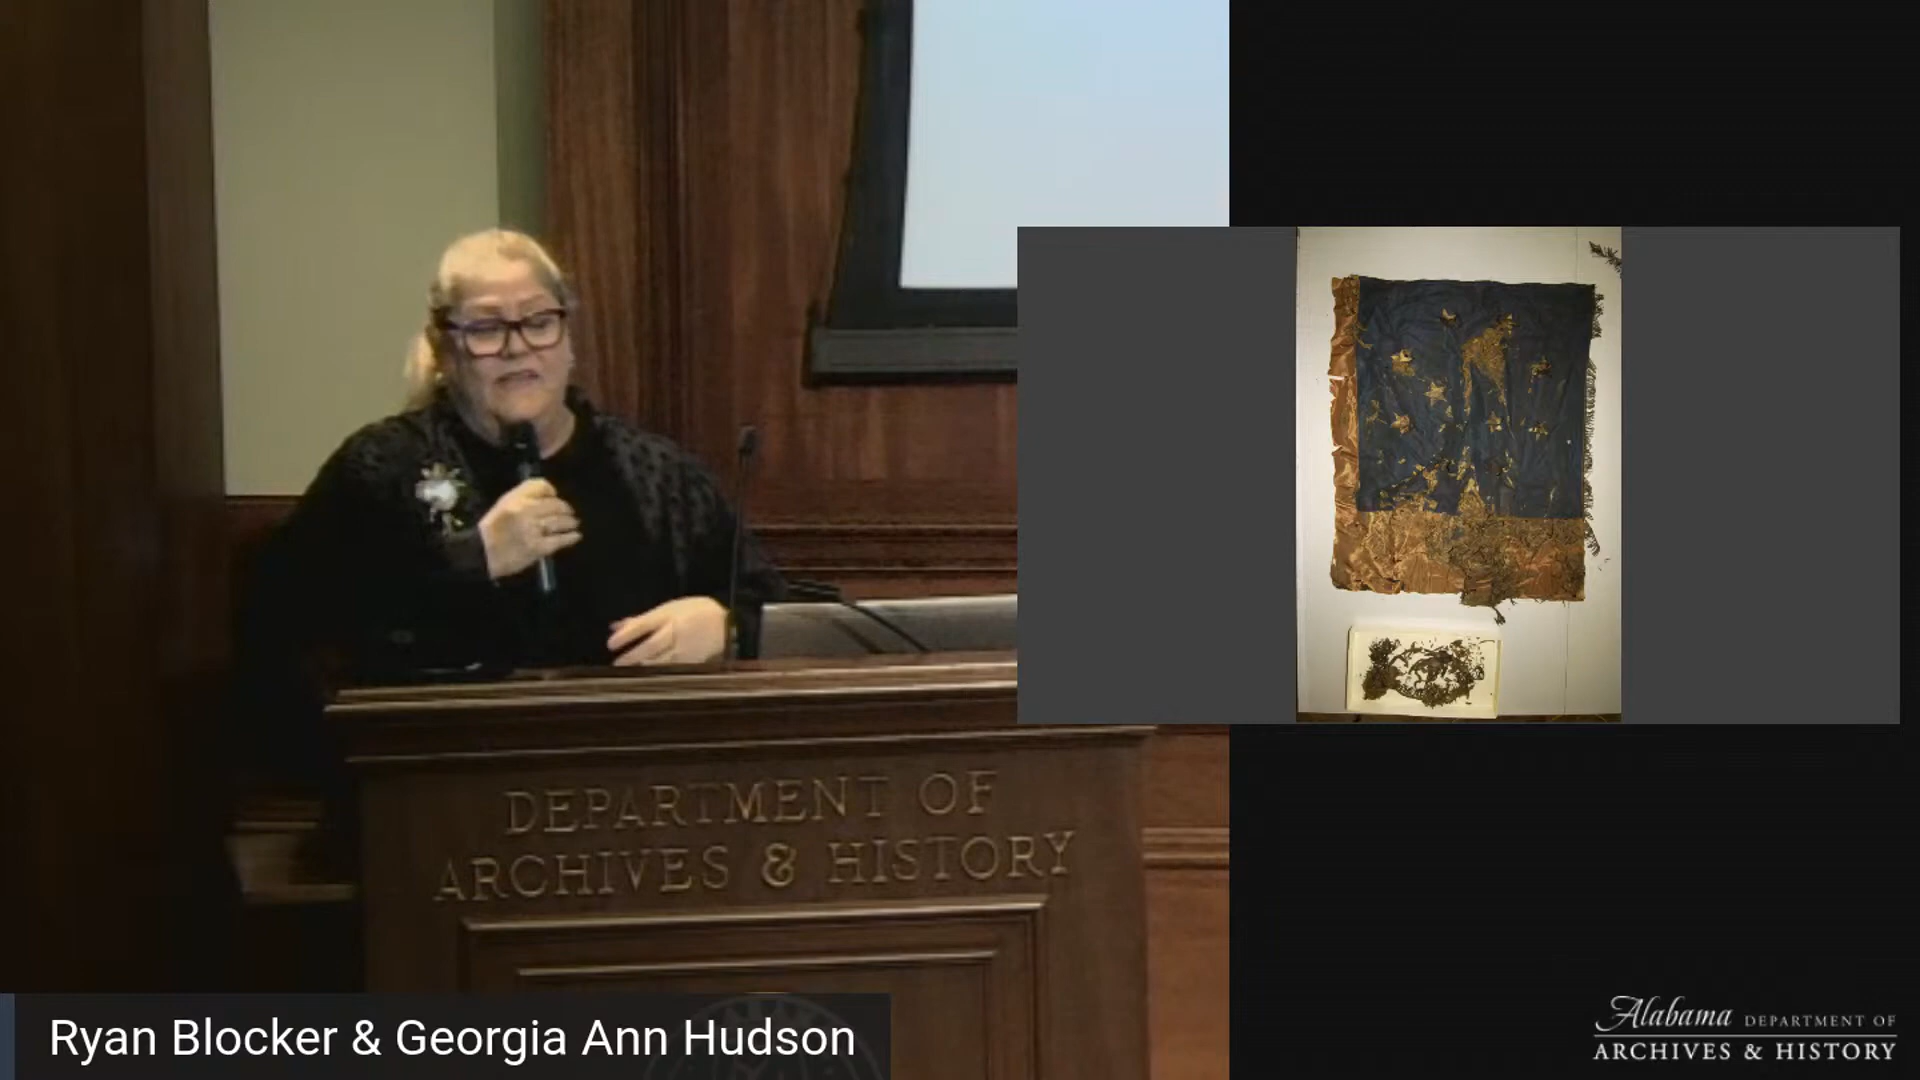 DEPARTMENT OF
ARCHIVES & HISTORY
Ryan Blocker & Georgia Ann Hudson
Alabama DEPARTMENT OF
ARCHIVES & HISTORY